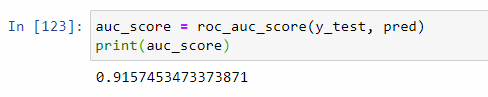 In [123]: auc_score = roc_auc_score(y_test, pred)
print(auc_score)
0.9157453473373871